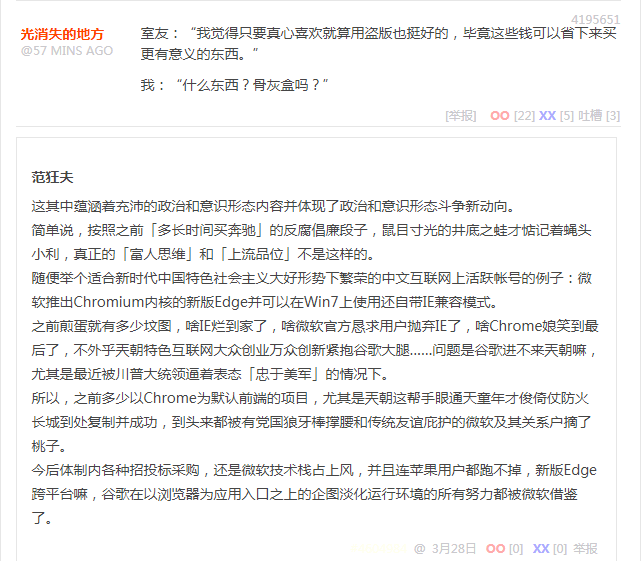 4195651
光消失的地方
@57 MINS AGO
室友：“我觉得只要真心喜欢就算用盗版也挺好的，毕竟这些钱可以省下来买
更有意义的东西。”
我：“什么东西？骨灰盒吗？”
[举报] OO [22] XX [5] 吐槽 [3]
范狂夫
这其中蕴涵着充沛的政治和意识形态内容并体现了政治和意识形态斗争新动向。
简单说，按照之前「多长时间买奔驰」的反腐倡廉段子，鼠目寸光的井底之蛙才惦记着蝇头
小利，真正的「富人思维」和「上流品位」不是这样的。
随便举个适合新时代中国特色社会主义大好形势下繁荣的中文互联网上活跃帐号的例子：微
软推出Chromium内核的新版Edge并可以在Win7上使用还自带IE兼容模式。
之前煎蛋就有多少坟图，啥IE烂到家了，啥微软官方恳求用户抛弃IE了，啥Chrome娘笑到最
后了，不外乎天朝特色互联网大众创业万众创新紧抱谷歌大腿……问题是谷歌进不来天朝嘛，
尤其是最近被川普大统领逼着表态「忠于美军」的情况下。
所以，之前多少以Chrome为默认前端的项目，尤其是天朝这帮手眼通天童年才俊倚仗防火
长城到处复制并成功，到头来都被有党国狼牙棒撑腰和传统友谊庇护的微软及其关系户摘了
桃子。
今后体制内各种招投标采购，还是微软技术栈占上风，并且连苹果用户都跑不掉，新版Edge
跨平台嘛，谷歌在以浏览器为应用入口之上的企图淡化运行环境的所有努力都被微软借鉴
了。
@ 3月28日 OO [0] XX [0] 举报